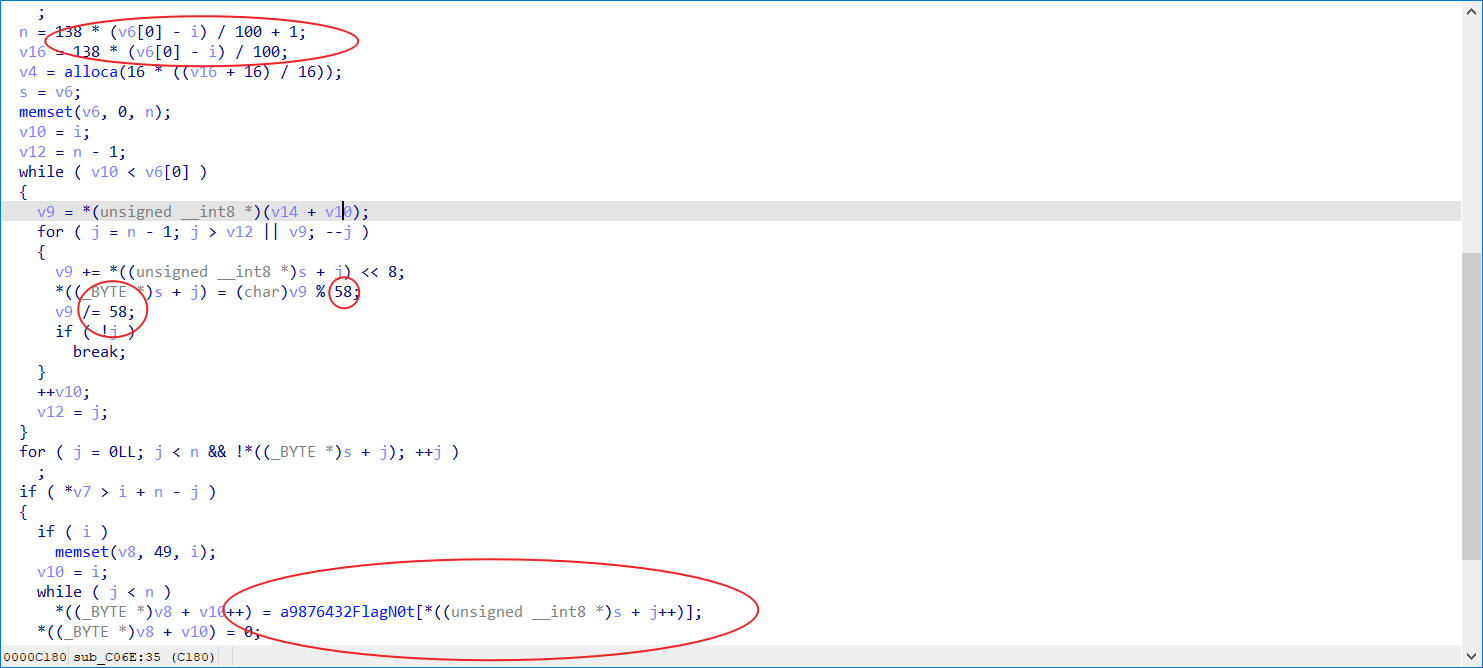 ;
n = 138 * (v6[0] - i) / 100 + 1;
v16 = 138 * (v6[0] - i) / 100;
v4 = alloca(16 * ((v16 + 16) / 16));
s = v6;
memset(v6, 0, n);
v10 = i;
v12 = n - 1;
while ( v10 < v6[0] )
{
v9 = *(unsigned __int8 *)(v14 + v10);
for ( j = n - 1; j > v12 || v9; --j )
{
v9 += *((unsigned __int8 *)s + j) << 8;
*((_BYTE *)s + j) = (char)v9 % 58;
v9 /= 58;
if ( !j )
break;
}
++v10;
v12 = j;
}
for ( j = 0LL; j < n && !*((_BYTE *)s + j); ++j )
;
if ( *v7 > i + n - j )
{
if ( i )
memset(v8, 49, i);
v10 = i;
while ( j < n )
*((_BYTE *)v8 + v10++) = a9876432FlagN0t[*((unsigned __int8 *)s + j++)];
*((_BYTE *)v8 + v10) = 0;
0000C180 sub_C06E:35 (C180)